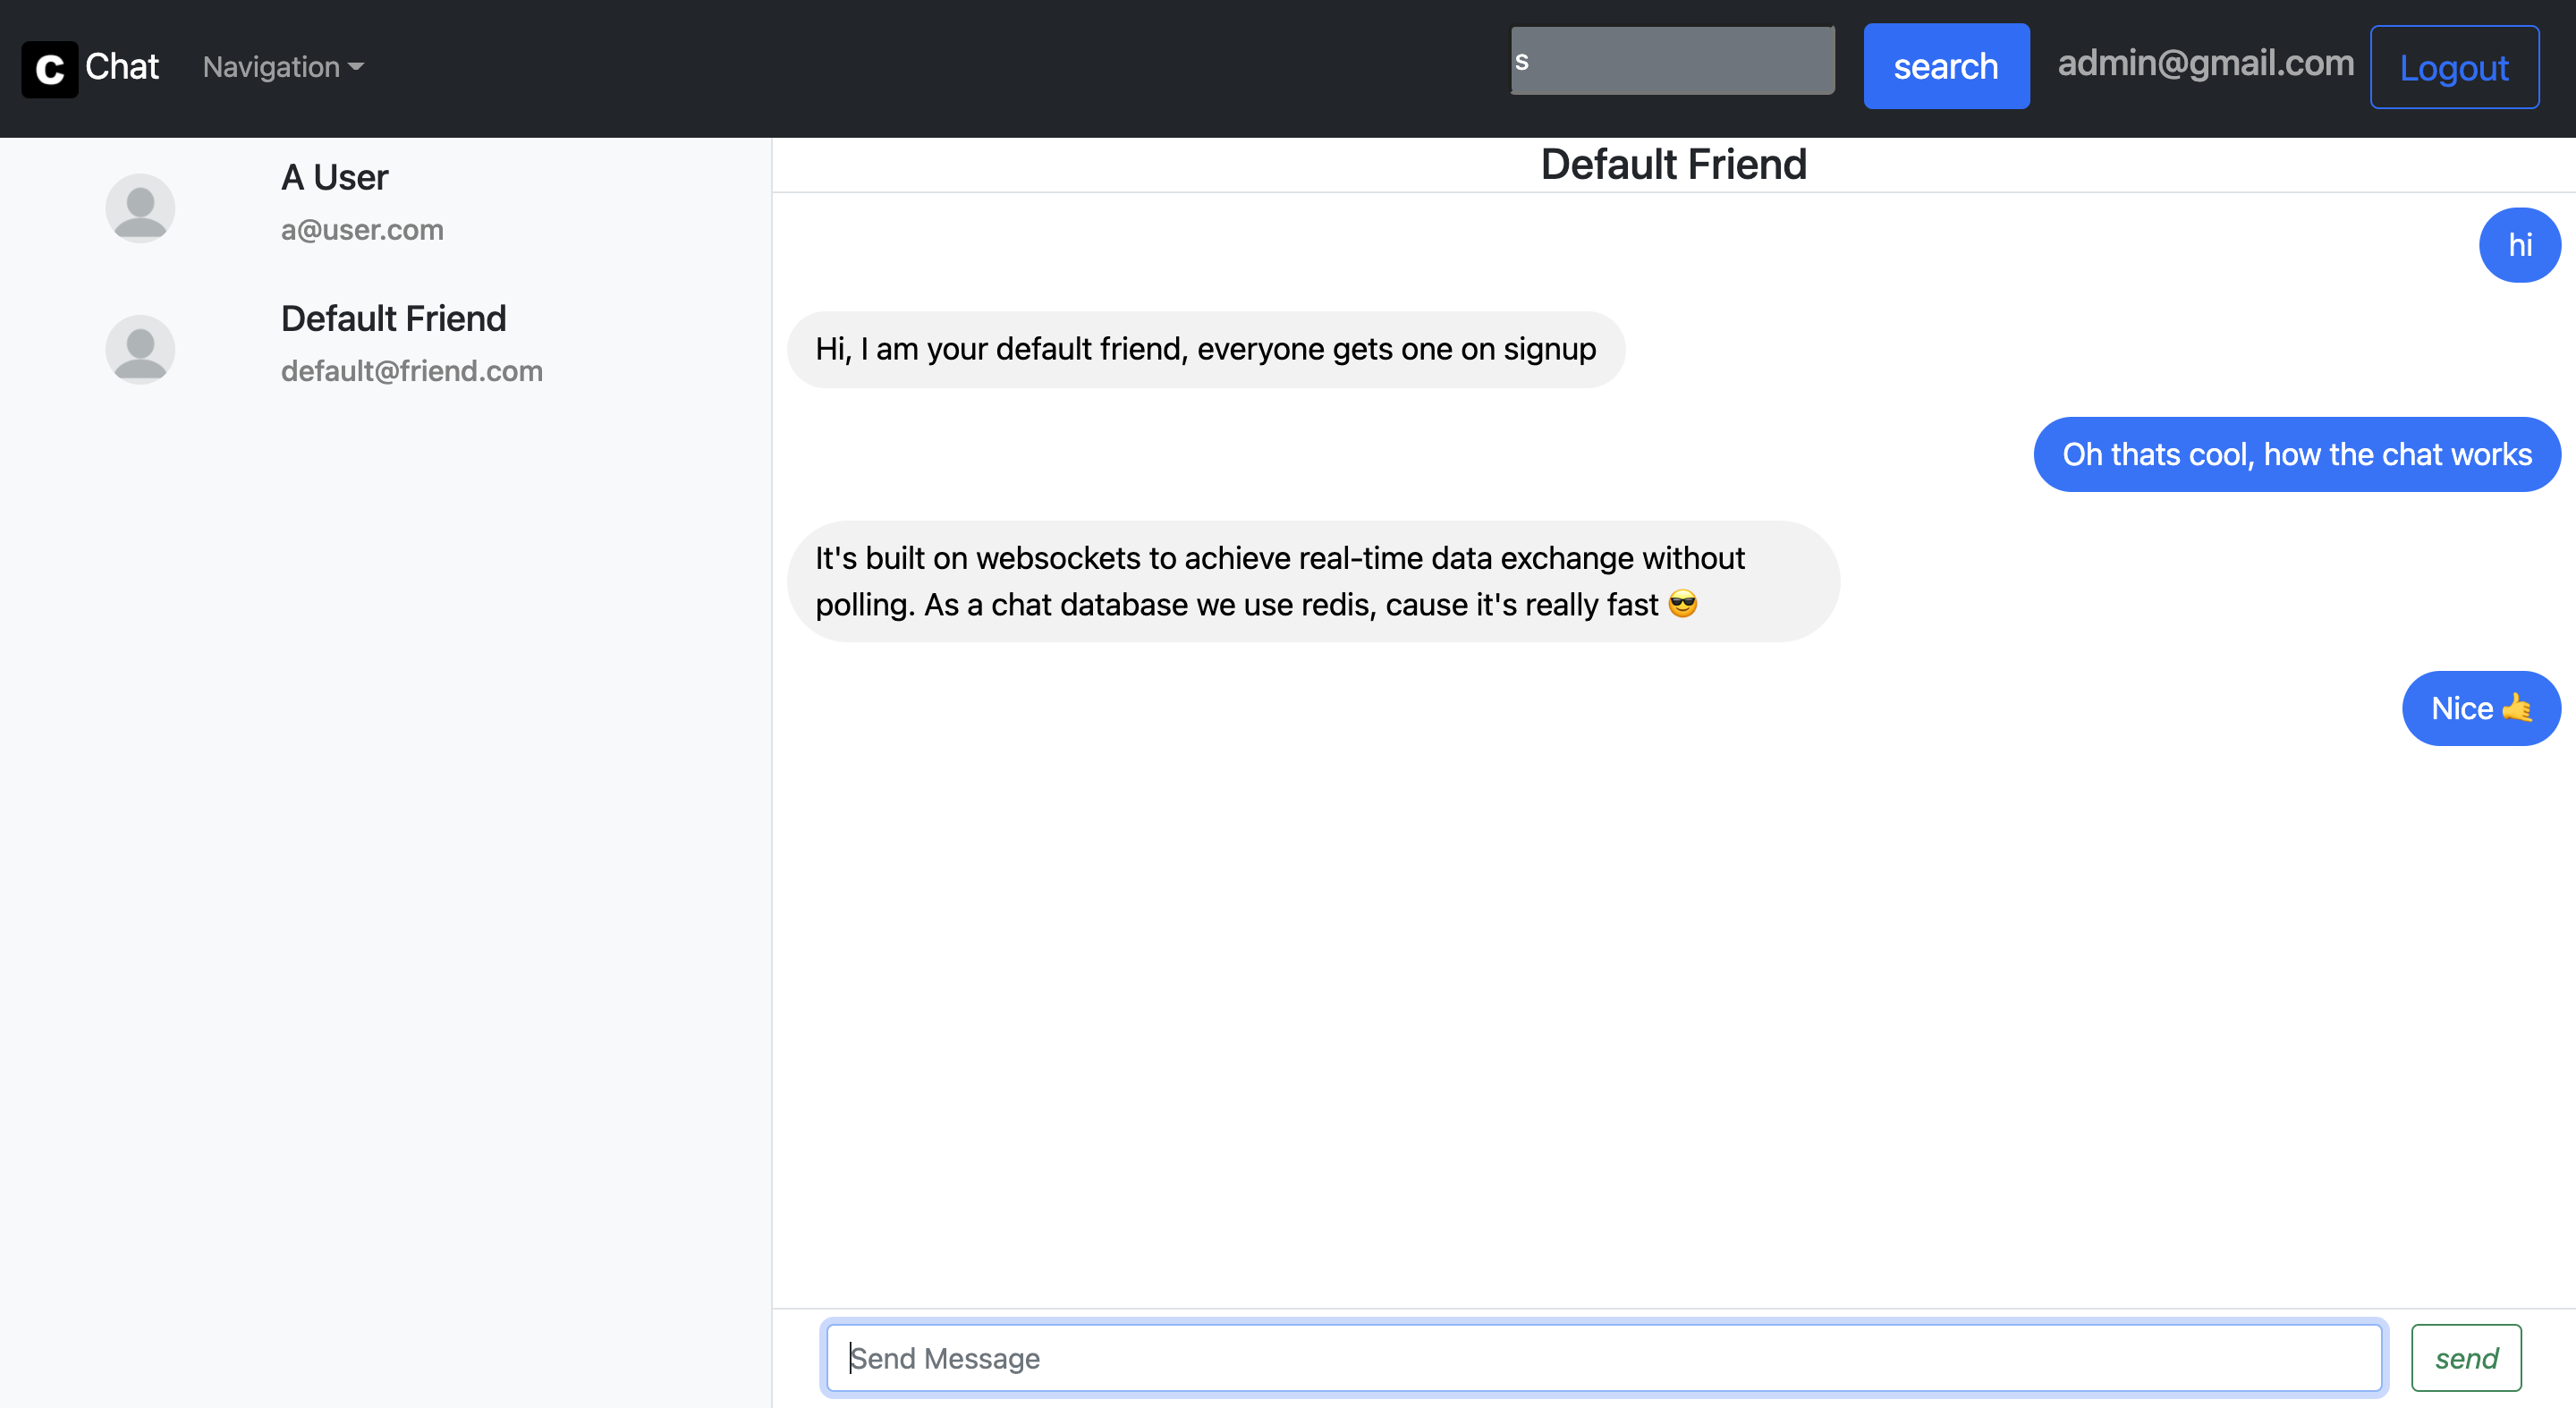 C Chat Navigation s search admin@gmail.com Logout
A User
a@user.com
Default Friend
default@friend.com
Default Friend
hi
Hi, I am your default friend, everyone gets one on signup
Oh thats cool, how the chat works
It's built on websockets to achieve real-time data exchange without
polling. As a chat database we use redis, cause it's really fast 😎
Nice 🤙
Send Message
send